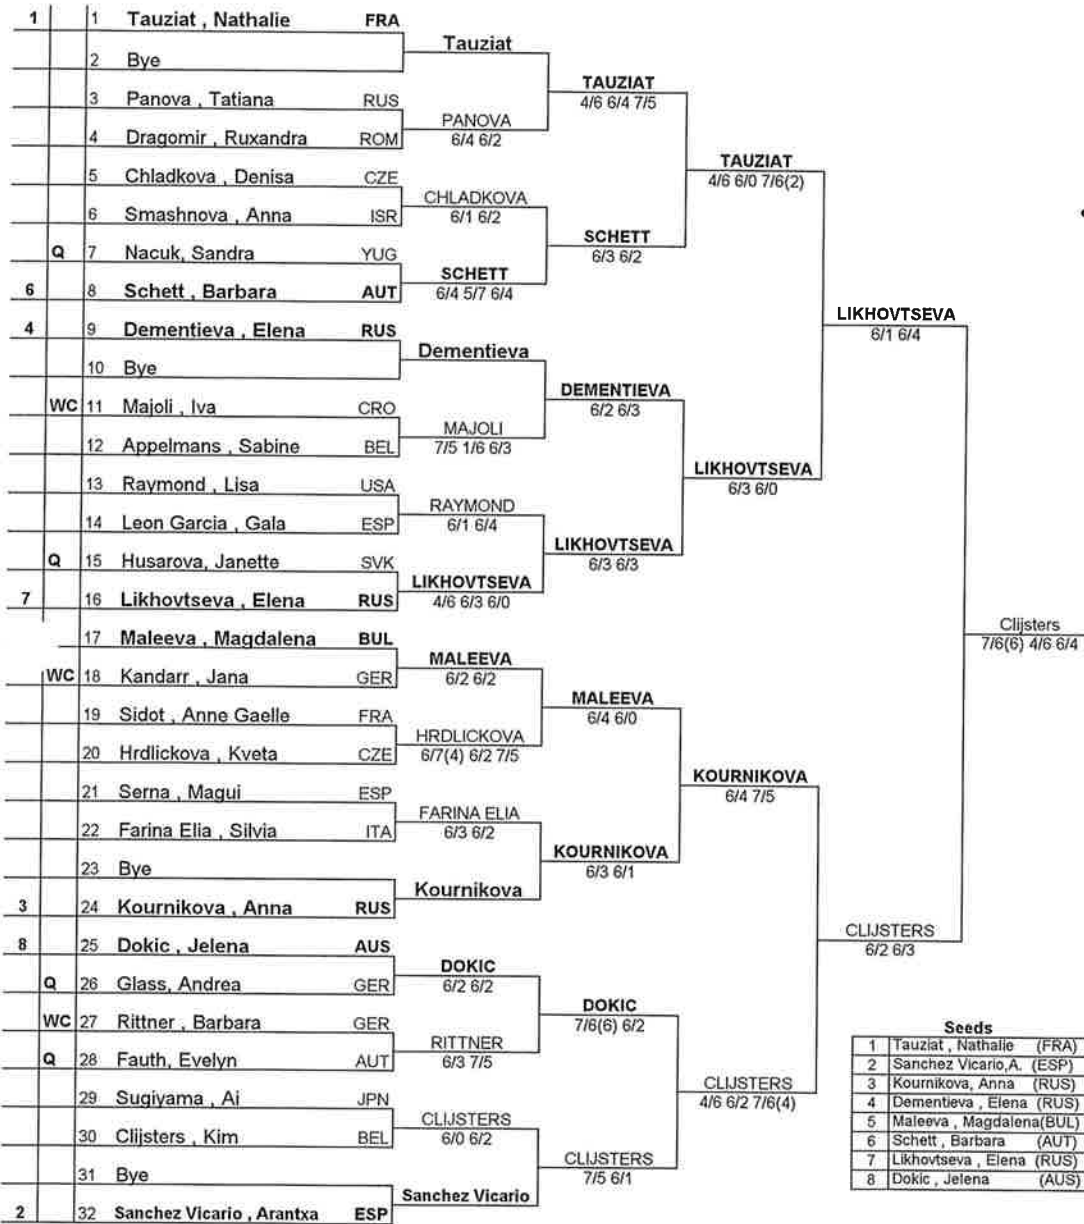 1 1 Tauziat , Nathalie FRA
2 Bye
3 Panova , Tatiana RUS
4 Dragomir , Ruxandra ROM
5 Chladkova , Denisa CZE
6 Smashnova , Anna ISR
Q 7 Nacuk, Sandra YUG
6 8 Schett , Barbara AUT
4 9 Dementieva , Elena RUS
10 Bye
WC 11 Majoli , Iva CRO
12 Appelmans , Sabine BEL
13 Raymond , Lisa USA
14 Leon Garcia , Gala ESP
Q 15 Husarova, Janette SVK
7 16 Likhovtseva , Elena RUS
17 Maleeva , Magdalena BUL
WC 18 Kandarr , Jana GER
19 Sidot , Anne Gaelle FRA
20 Hrdlickova , Kveta CZE
21 Serna , Magui ESP
22 Farina Elia , Silvia ITA
23 Bye
3 24 Kournikova , Anna RUS
8 25 Dokic , Jelena AUS
Q 26 Glass, Andrea GER
WC 27 Rittner , Barbara GER
Q 28 Fauth, Evelyn AUT
29 Sugiyama , Ai JPN
30 Clijsters , Kim BEL
31 Bye
2 32 Sanchez Vicario , Arantxa ESP
Tauziat
PANOVA
6/4 6/2
CHLADKOVA
6/1 6/2
SCHETT
6/4 5/7 6/4
Dementieva
MAJOLI
7/5 1/6 6/3
RAYMOND
6/1 6/4
LIKHOVTSEVA
4/6 6/3 6/0
MALEEVA
6/2 6/2
HRDLICKOVA
6/7(4) 6/2 7/5
FARINA ELIA
6/3 6/2
Kournikova
DOKIC
6/2 6/2
RITTNER
6/3 7/5
CLIJSTERS
6/0 6/2
Sanchez Vicario
TAUZIAT
4/6 6/4 7/5
SCHETT
6/3 6/2
DEMENTIEVA
6/2 6/3
LIKHOVTSEVA
6/3 6/3
MALEEVA
6/4 6/0
KOURNIKOVA
6/3 6/1
DOKIC
7/6(6) 6/2
CLIJSTERS
7/5 6/1
TAUZIAT
4/6 6/0 7/6(2)
LIKHOVTSEVA
6/3 6/0
KOURNIKOVA
6/4 7/5
CLIJSTERS
4/6 6/2 7/6(4)
LIKHOVTSEVA
6/1 6/4
CLIJSTERS
6/2 6/3
Clijsters
7/6(6) 4/6 6/4
Seeds
1 Tauziat , Nathalie (FRA)
2 Sanchez Vicario,A. (ESP)
3 Kournikova, Anna (RUS)
4 Dementieva , Elena (RUS)
5 Maleeva , Magdalena(BUL)
6 Schett , Barbara (AUT)
7 Likhovtseva , Elena (RUS)
8 Dokic , Jelena (AUS)